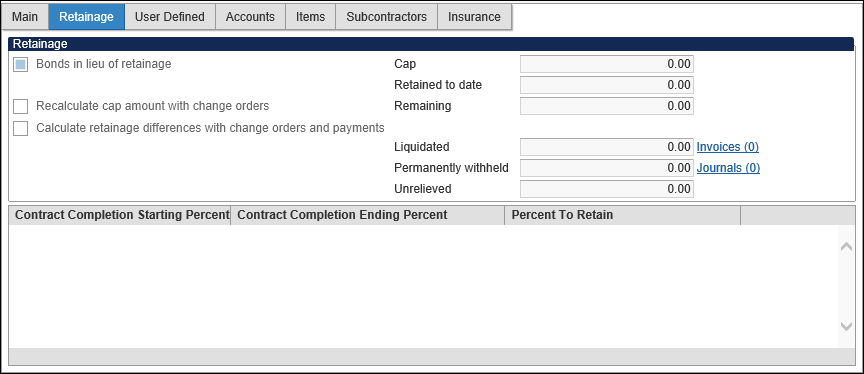 Main Retainage User Defined Accounts Items Subcontractors Insurance
Retainage
Bonds in lieu of retainage Cap 0.00
Retained to date 0.00
Recalculate cap amount with change orders Remaining 0.00
Calculate retainage differences with change orders and payments
Liquidated 0.00 Invoices (0)
Permanently withheld 0.00 Journals (0)
Unrelieved 0.00
Contract Completion Starting Percent Contract Completion Ending Percent Percent To Retain